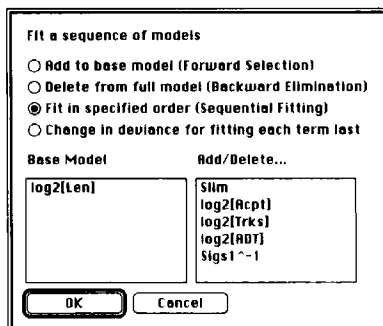 Fit a sequence of models
Add to base model (Forward Selection)
Delete from full model (Backward Elimination)
Fit in specified order (Sequential Fitting)
Change in deviance for fitting each term last
Base Model
Add/Delete...
log2[Len]
Slim
log2[Acpt]
log2[Trks]
log2[ADT]
Sigs1^-1
OK
Cancel